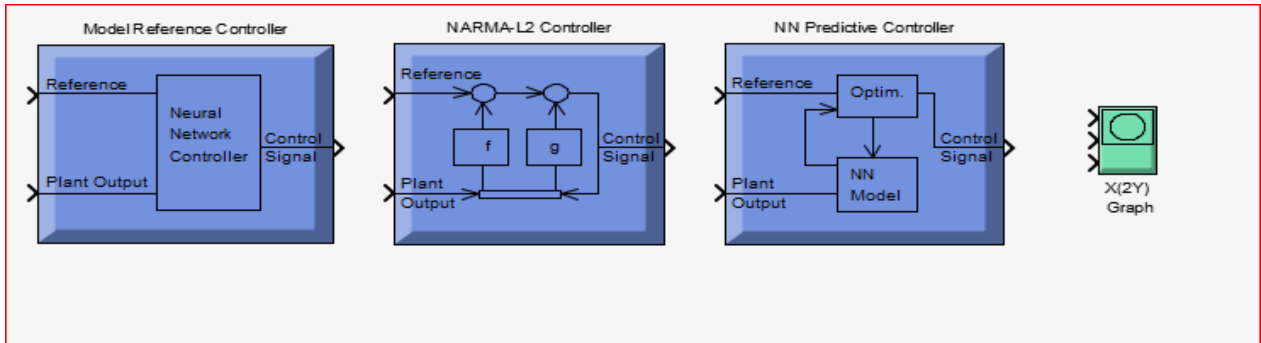 Model Reference Controller
Reference
Neural
Network
Controller
Control
Signal
Plant Output
NARMA-L2 Controller
Reference
f
g
Control
Signal
Plant
Output
NN Predictive Controller
Reference
Optim.
Control
Signal
Plant
Output
NN
Model
X(2Y)
Graph